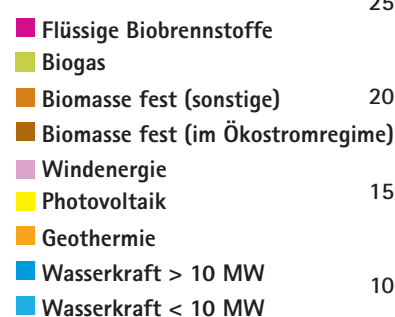 25
Flüssige Biobrennstoffe
Biogas
Biomasse fest (sonstige) 20
Biomasse fest (im Ökostromregime)
Windenergie
Photovoltaik 15
Geothermie
Wasserkraft > 10 MW 10
Wasserkraft < 10 MW